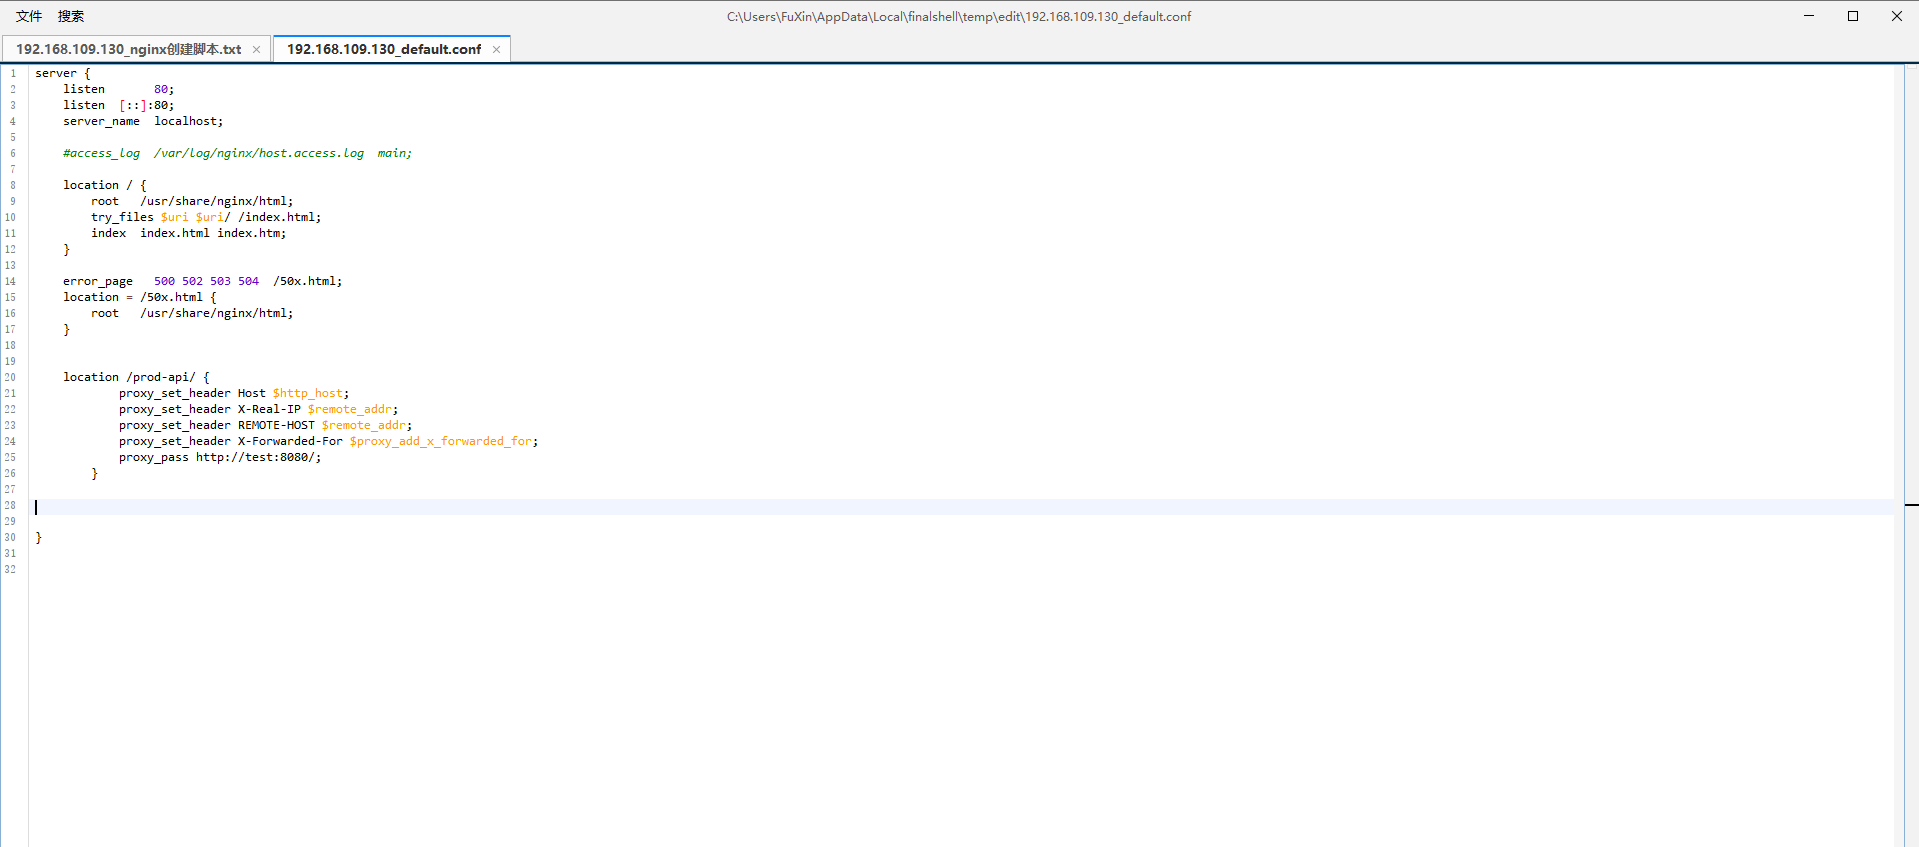 文件 搜索 C:\Users\FuXin\AppData\Local\finalshell\temp\edit\192.168.109.130_default.conf
192.168.109.130_nginx创建脚本.txt × 192.168.109.130_default.conf ×
1 server {
2     listen       80;
3     listen  [::]:80;
4     server_name  localhost;
5
6     #access_log  /var/log/nginx/host.access.log  main;
7
8     location / {
9         root   /usr/share/nginx/html;
10         try_files $uri $uri/ /index.html;
11         index  index.html index.htm;
12     }
13
14     error_page   500 502 503 504  /50x.html;
15     location = /50x.html {
16         root   /usr/share/nginx/html;
17     }
18
19
20     location /prod-api/ {
21             proxy_set_header Host $http_host;
22             proxy_set_header X-Real-IP $remote_addr;
23             proxy_set_header REMOTE-HOST $remote_addr;
24             proxy_set_header X-Forwarded-For $proxy_add_x_forwarded_for;
25             proxy_pass http://test:8080/;
26         }
27
28
29
30 }
31
32